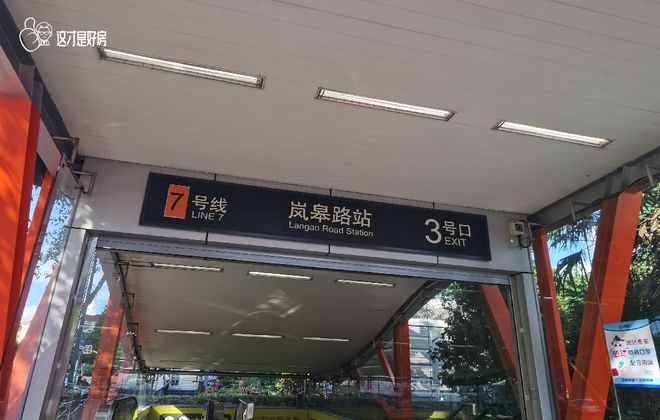 这才是好房
7号线
LINE 7
岚皋路站
Langao Road Station
3号口
EXIT